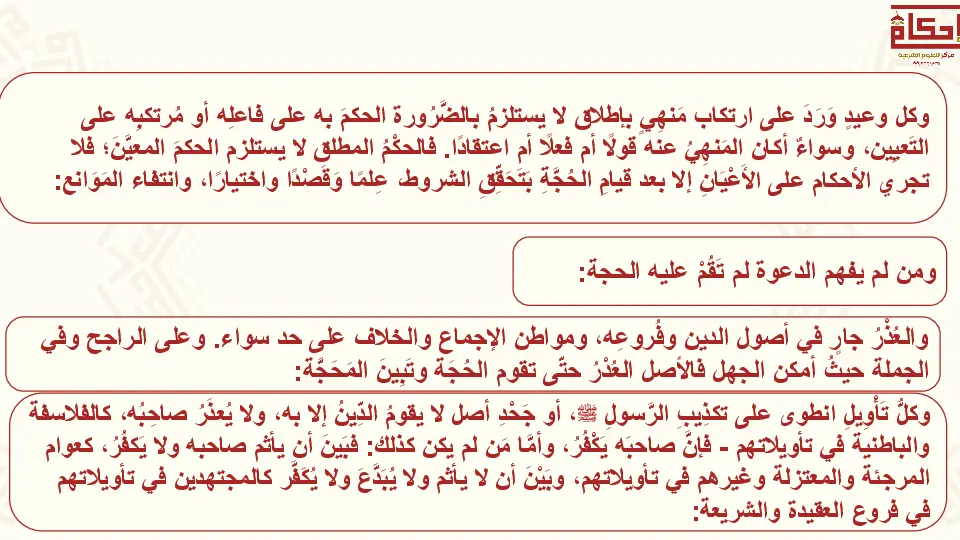 إحكام
مركز للعلوم الشرعية
وكل وعيدٍ وَرَدَ على ارتكاب مَنهِيٍ بإطلاق لا يستلزمُ بالضَّرُورة الحكمَ به على فاعلِه أو مُرتكبِه على
التَعيِين، وسواءٌ أكان المَنهِيُ عنه قولًا أم فعلًا أم اعتقادًا. فالحكْمُ المطلق لا يستلزم الحكمَ المعيَّنَ؛ فلا
تجري الأحكام على الأَعْيَانِ إلا بعد قيامِ الحُجَّةِ بَتَحَقّقِ الشروط، عِلمًا وَقَصْدًا واختيارًا، وانتفاء المَوَانع:
ومن لم يفهم الدعوة لم تَقُمْ عليه الحجة:
والعُذْرُ جارٍ في أصول الدين وفُروعِه، ومواطن الإجماع والخلاف على حد سواء. وعلى الراجح وفي
الجملة حيثُ أمكن الجهل فالأصل العُذْرُ حتّى تقوم الحُجَة وتَبِينَ المَحَجَّة:
وكلُّ تَأْوِيلِ انطوى على تكذِيبِ الرَّسولِ ﷺ، أو جَحْدِ أصل لا يقومُ الدِّينُ إلا به، ولا يُعذَرُ صاحبُه، كالفلاسفة
والباطنية في تأويلاتهم - فإنَّ صاحبَه يَكْفُرُ، وأمَّا مَن لم يكن كذلك: فبَينَ أن يأثم صاحبه ولا يَكفُرُ، كعوام
المرجئة والمعتزلة وغيرهم في تأويلاتهم، وبَيْنَ أن لا يأثم ولا يُبَدَّعَ ولا يُكَفَّر كالمجتهدين في تأويلاتهم
في فروع العقيدة والشريعة: